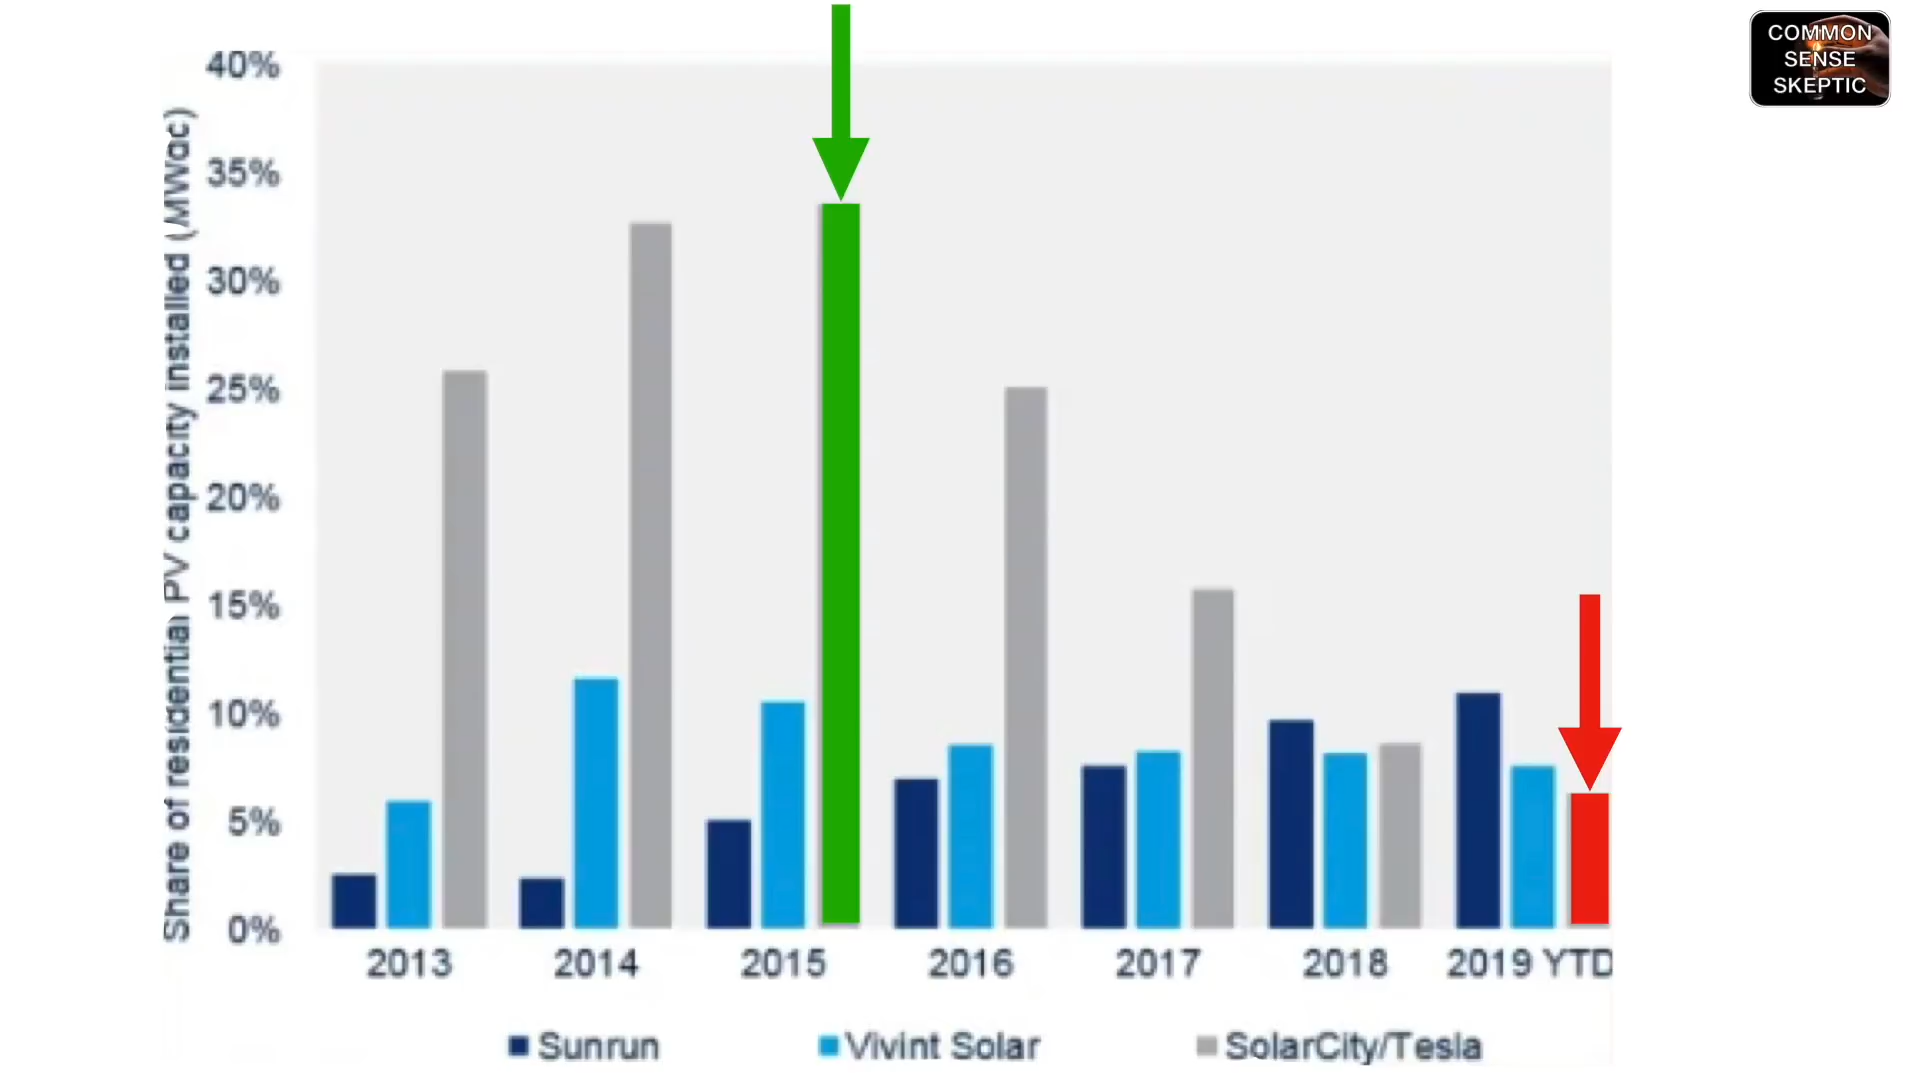 COMMON
SENSE
SKEPTIC
Share of residential PV capacity installed (MWdc)
40%
35%
30%
25%
20%
15%
10%
5%
0%
2013 2014 2015 2016 2017 2018 2019 YTD
Sunrun Vivint Solar SolarCity/Tesla